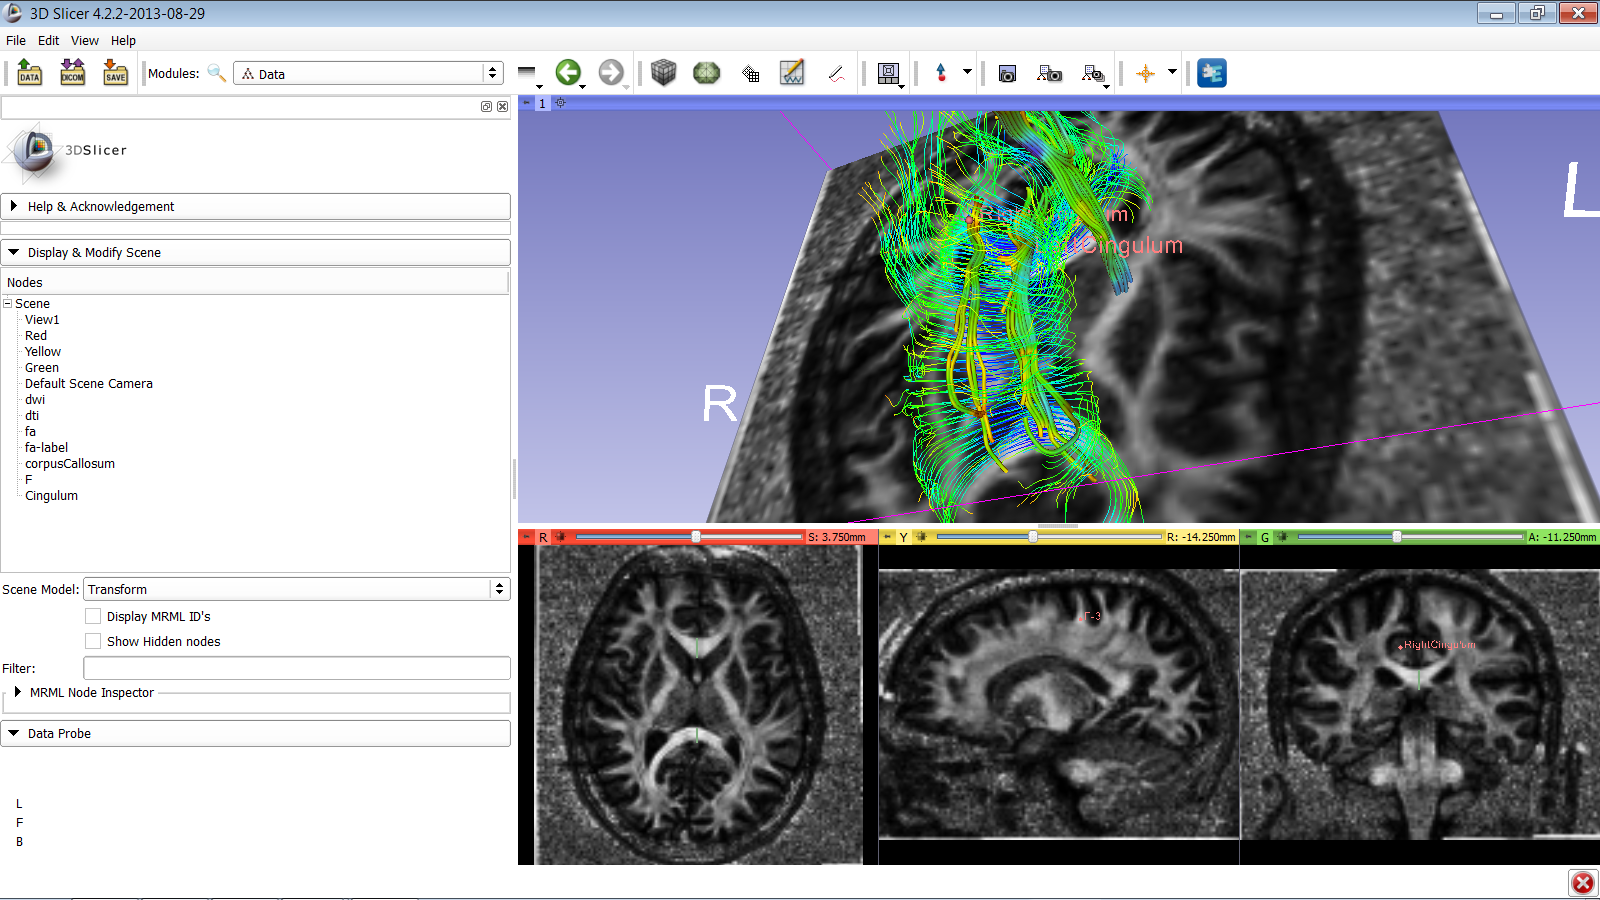 3D Slicer 4.2.2-2013-08-29
File Edit View Help
DATA DICOM SAVE Modules: Data
1
3DSlicer
Help & Acknowledgement
Display & Modify Scene
Nodes
Scene
View1
Red
Yellow
Green
Default Scene Camera
dwi
dti
fa
fa-label
corpusCallosum
F
Cingulum
Scene Model: Transform
Display MRML ID's
Show Hidden nodes
Filter:
MRML Node Inspector
Data Probe
L
F
B
L
R
Cingulum
R S: 3.750mm
Y R: -14.250mm
G A: -11.250mm
F-3
RightCingulum